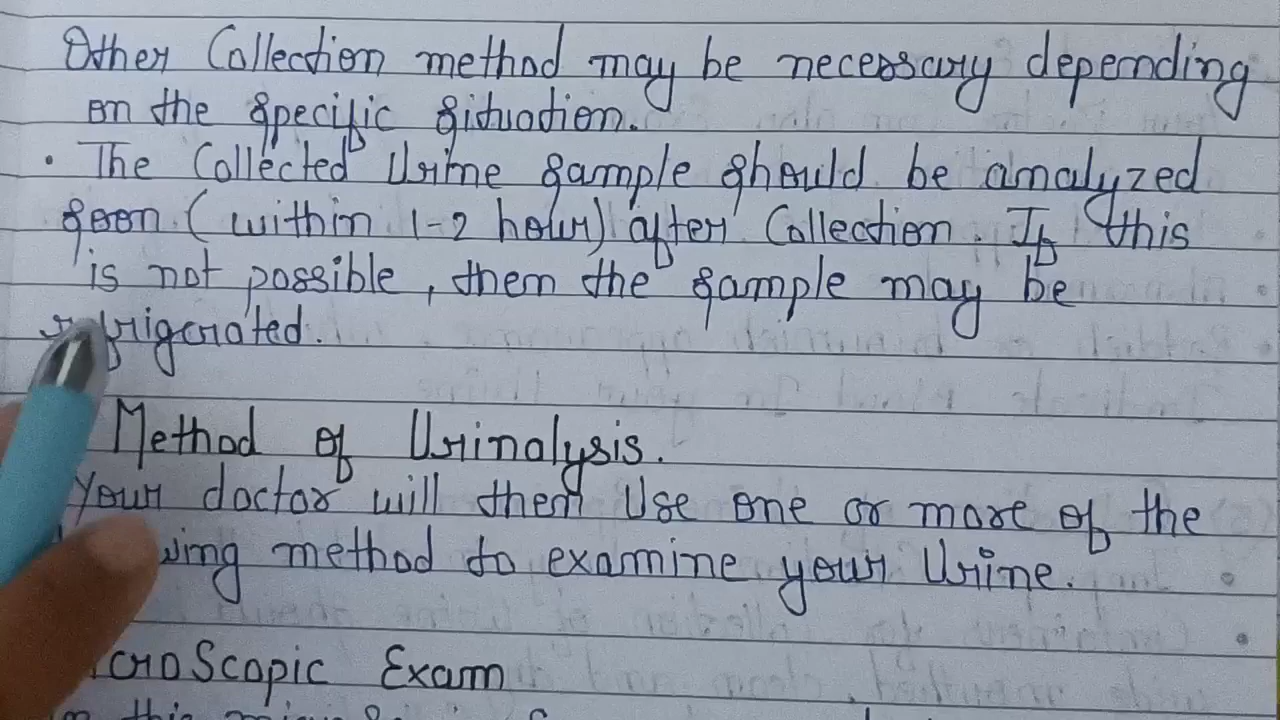 Other Collection method may be necessary depending
on the specific situation.
• The Collected Urine sample should be analyzed
soon (within 1-2 hour) after Collection. If this
is not possible, then the sample may be
refrigerated.
Method of Urinalysis.
Your doctor will then Use one or more of the
method to examine your Urine.
Exam